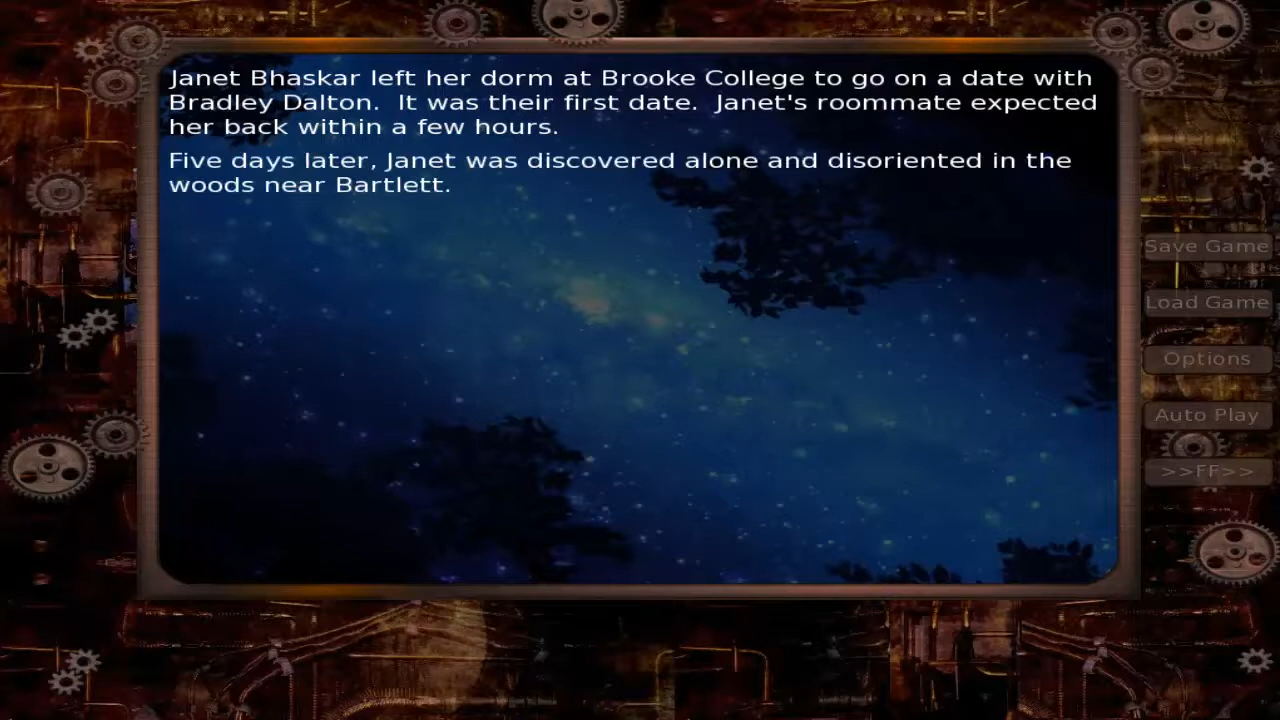 Janet Bhaskar left her dorm at Brooke College to go on a date with
Bradley Dalton.  It was their first date.  Janet's roommate expected
her back within a few hours.
Five days later, Janet was discovered alone and disoriented in the
woods near Bartlett.
Save Game
Load Game
Options
Auto Play
>>FF>>